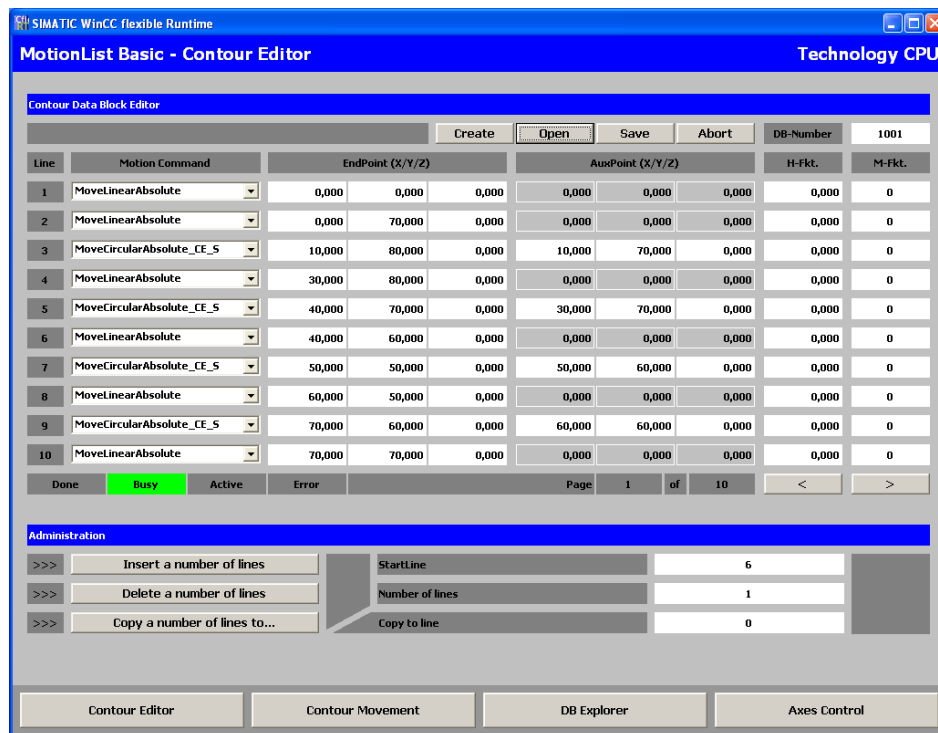 SIMATIC WinCC flexible Runtime
MotionList Basic - Contour Editor Technology CPU
Contour Data Block Editor
Create Open Save Abort DB-Number 1001
Line Motion Command EndPoint (X/Y/Z) AuxPoint (X/Y/Z) H-Fkt. M-Fkt.
1 MoveLinearAbsolute 0,000 0,000 0,000 0,000 0,000 0,000 0,000 0
2 MoveLinearAbsolute 0,000 70,000 0,000 0,000 0,000 0,000 0,000 0
3 MoveCircularAbsolute_CE_S 10,000 80,000 0,000 10,000 70,000 0,000 0,000 0
4 MoveLinearAbsolute 30,000 80,000 0,000 0,000 0,000 0,000 0,000 0
5 MoveCircularAbsolute_CE_S 40,000 70,000 0,000 30,000 70,000 0,000 0,000 0
6 MoveLinearAbsolute 40,000 60,000 0,000 0,000 0,000 0,000 0,000 0
7 MoveCircularAbsolute_CE_S 50,000 50,000 0,000 50,000 60,000 0,000 0,000 0
8 MoveLinearAbsolute 60,000 50,000 0,000 0,000 0,000 0,000 0,000 0
9 MoveCircularAbsolute_CE_S 70,000 60,000 0,000 60,000 60,000 0,000 0,000 0
10 MoveLinearAbsolute 70,000 70,000 0,000 0,000 0,000 0,000 0,000 0
Done Busy Active Error Page 1 of 10 < >
Administration
>>> Insert a number of lines StartLine 6
>>> Delete a number of lines Number of lines 1
>>> Copy a number of lines to... Copy to line 0
Contour Editor Contour Movement DB Explorer Axes Control